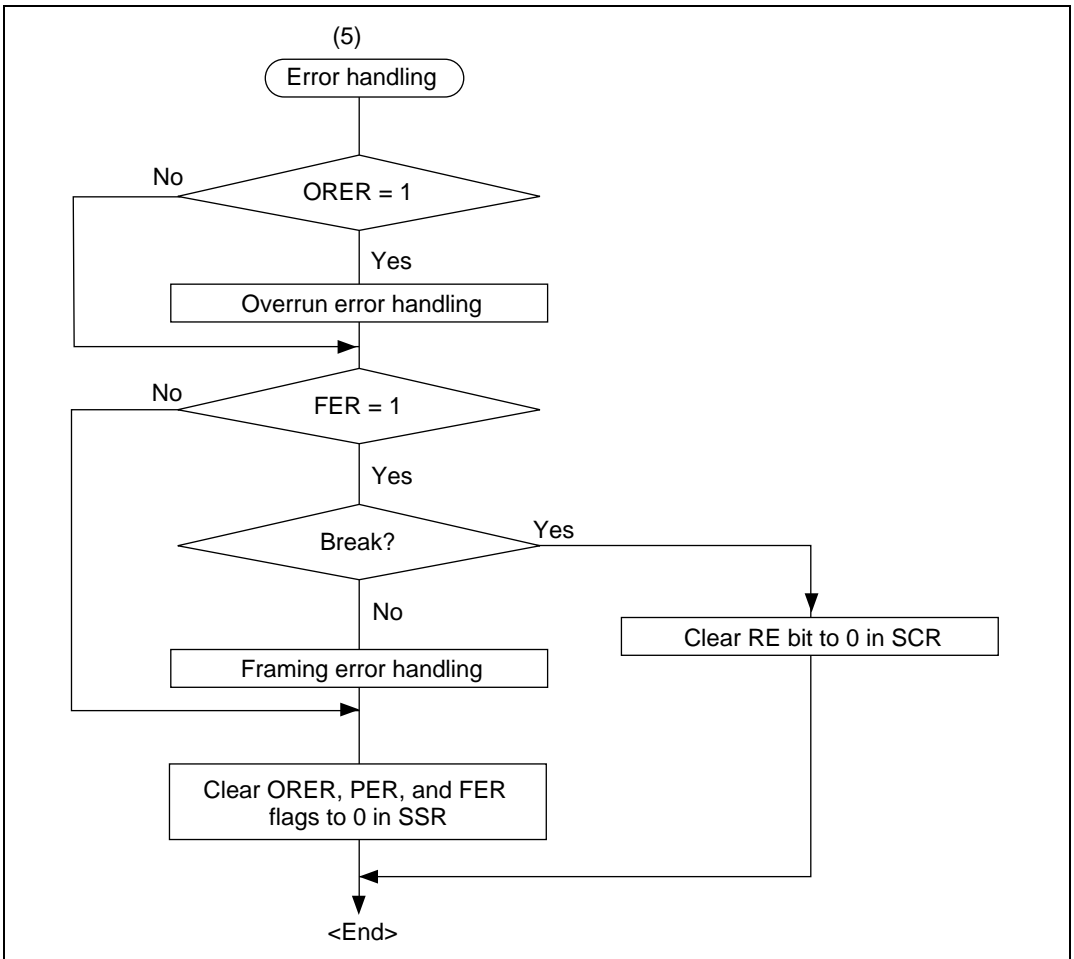 (5)
Error handling
No
ORER = 1
Yes
Overrun error handling
No
FER = 1
Yes
Break?
Yes
No
Clear RE bit to 0 in SCR
Framing error handling
Clear ORER, PER, and FER
flags to 0 in SSR
<End>